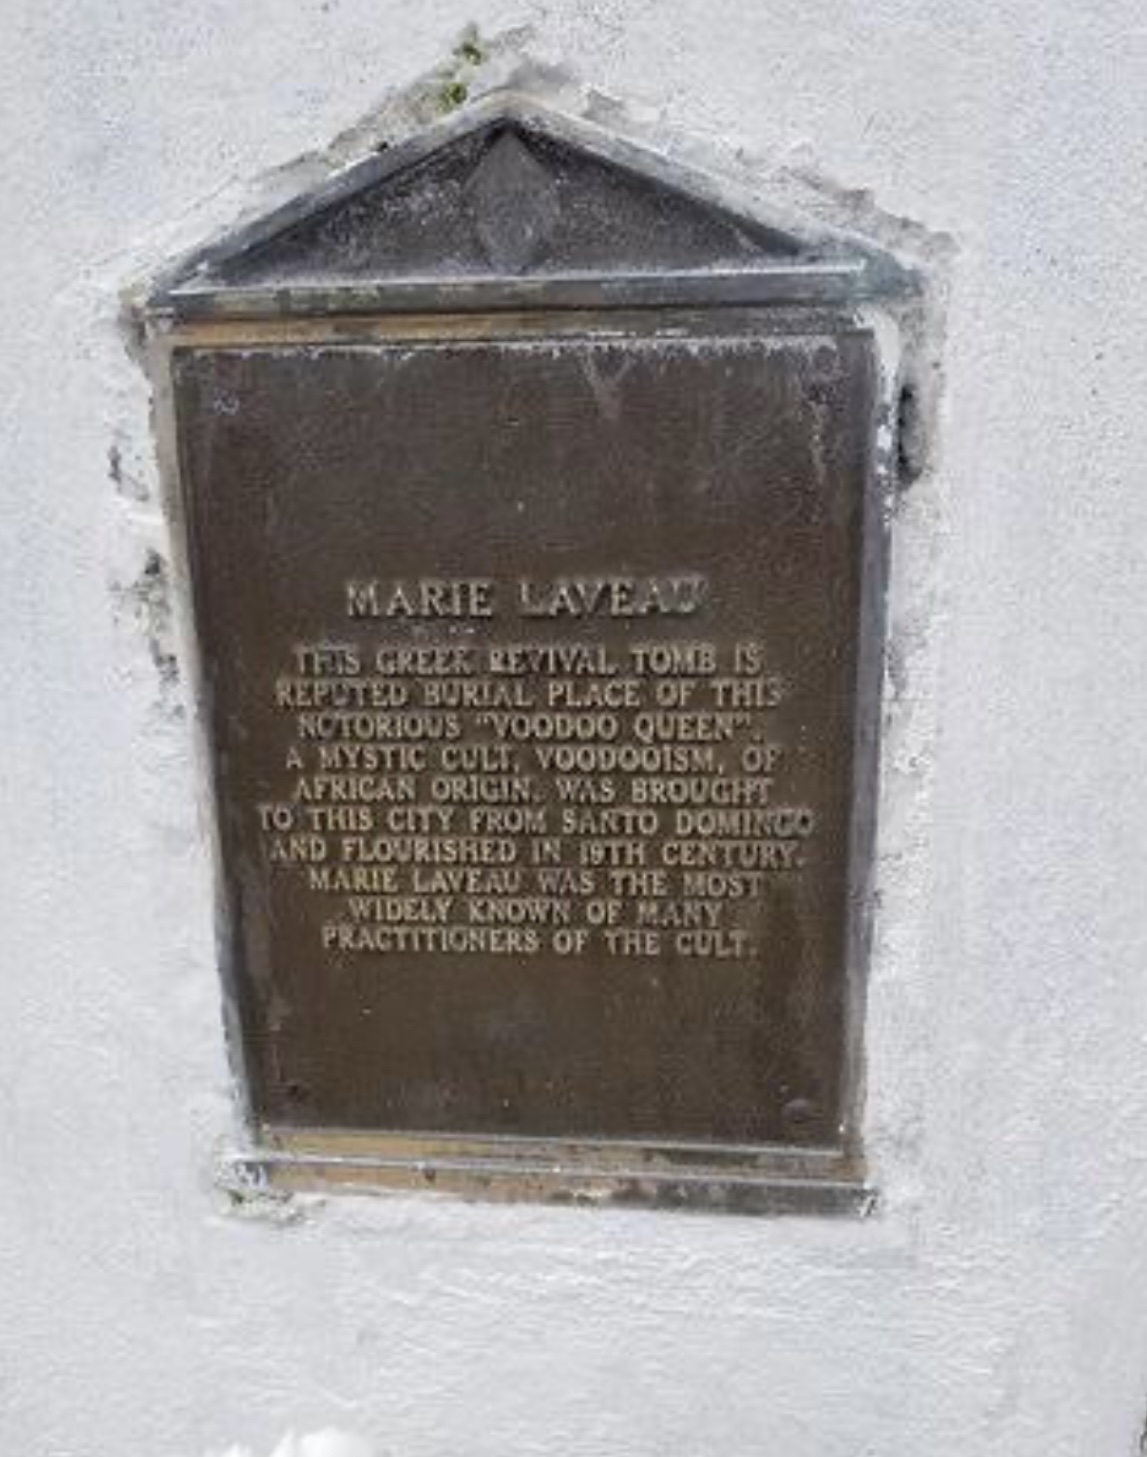 MARIE LAVEAU
THIS GREEK REVIVAL TOMB IS
REPUTED BURIAL PLACE OF THIS
NOTORIOUS "VOODOO QUEEN".
A MYSTIC CULT, VOODOOISM, OF
AFRICAN ORIGIN, WAS BROUGHT
TO THIS CITY FROM SANTO DOMINGO
AND FLOURISHED IN 19TH CENTURY.
MARIE LAVEAU WAS THE MOST
WIDELY KNOWN OF MANY
PRACTITIONERS OF THE CULT.